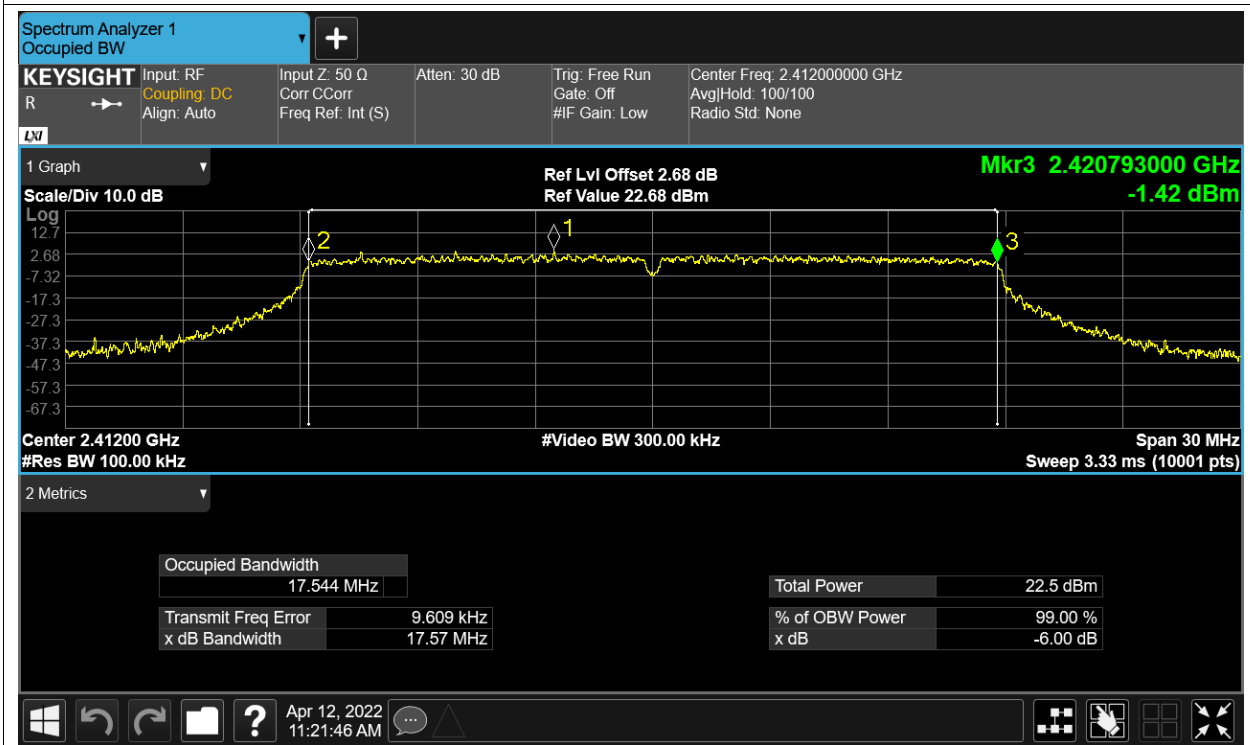 Spectrum Analyzer 1
Occupied BW
KEYSIGHT
R
LXI
Input: RF
Coupling: DC
Align: Auto
Input Z: 50 Ω
Corr CCorr
Freq Ref: Int (S)
Atten: 30 dB
Trig: Free Run
Gate: Off
#IF Gain: Low
Center Freq: 2.412000000 GHz
Avg|Hold: 100/100
Radio Std: None
1 Graph
Scale/Div 10.0 dB
Ref Lvl Offset 2.68 dB
Ref Value 22.68 dBm
Mkr3 2.420793000 GHz
-1.42 dBm
Log
12.7
2.68
-7.32
-17.3
-27.3
-37.3
-47.3
-57.3
-67.3
2
1
3
Center 2.41200 GHz
#Res BW 100.00 kHz
#Video BW 300.00 kHz
Span 30 MHz
Sweep 3.33 ms (10001 pts)
2 Metrics
Occupied Bandwidth
17.544 MHz
Transmit Freq Error 9.609 kHz
x dB Bandwidth 17.57 MHz
Total Power 22.5 dBm
% of OBW Power 99.00 %
x dB -6.00 dB
?
Apr 12, 2022
11:21:46 AM